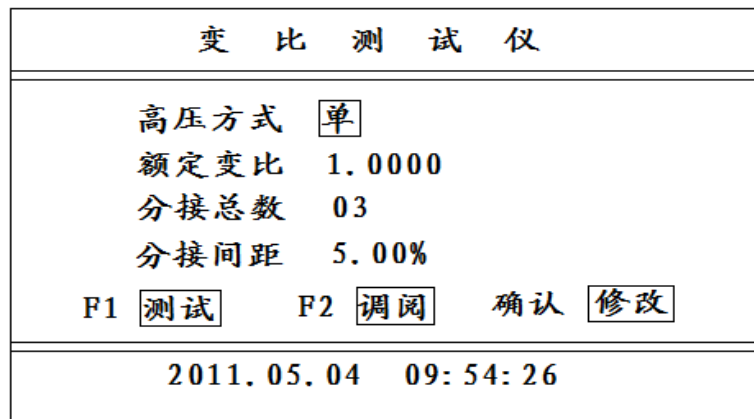 变 比 测 试 仪
高压方式 单
额定变比 1.0000
分接总数 03
分接间距 5.00%
F1 测试 F2 调阅 确认 修改
2011.05.04 09:54:26